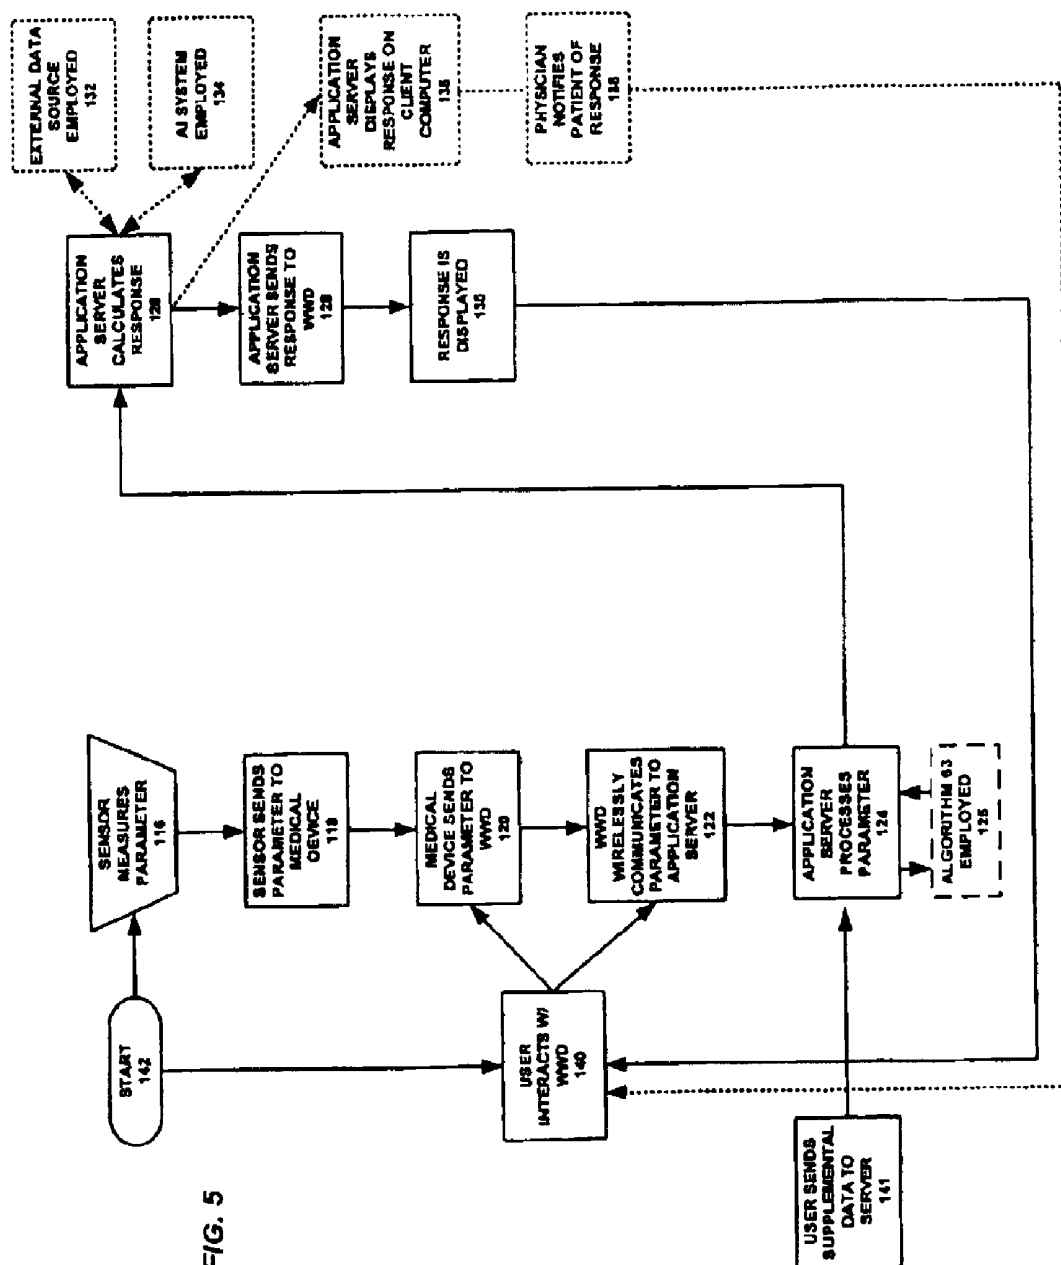 FIG. 5
START
142
SENSOR
MEASURES
PARAMETER
116
SENSOR SENDS
PARAMETER TO
MEDICAL
DEVICE
118
MEDICAL
DEVICE SENDS
PARAMETER TO
WWD
120
WWD
WIRELESSLY
COMMUNICATES
PARAMETER TO
APPLICATION
SERVER
122
APPLICATION
SERVER
PROCESSES
PARAMETER
124
ALGORITHM 63
EMPLOYED
125
USER
INTERACTS W/
WWD
140
USER SENDS
SUPPLEMENTAL
DATA TO
SERVER
141
APPLICATION
SERVER
CALCULATES
RESPONSE
APPLICATION
SERVER SENDS
RESPONSE TO
WWD
128
RESPONSE IS
DISPLAYED
EXTERNAL DATA
SOURCE
EMPLOYED
132
AI SYSTEM
EMPLOYED
134
APPLICATION
SERVER
DISPLAYS
RESPONSE ON
CLIENT
COMPUTER
PHYSICIAN
NOTIFIES
PATIENT OF
RESPONSE